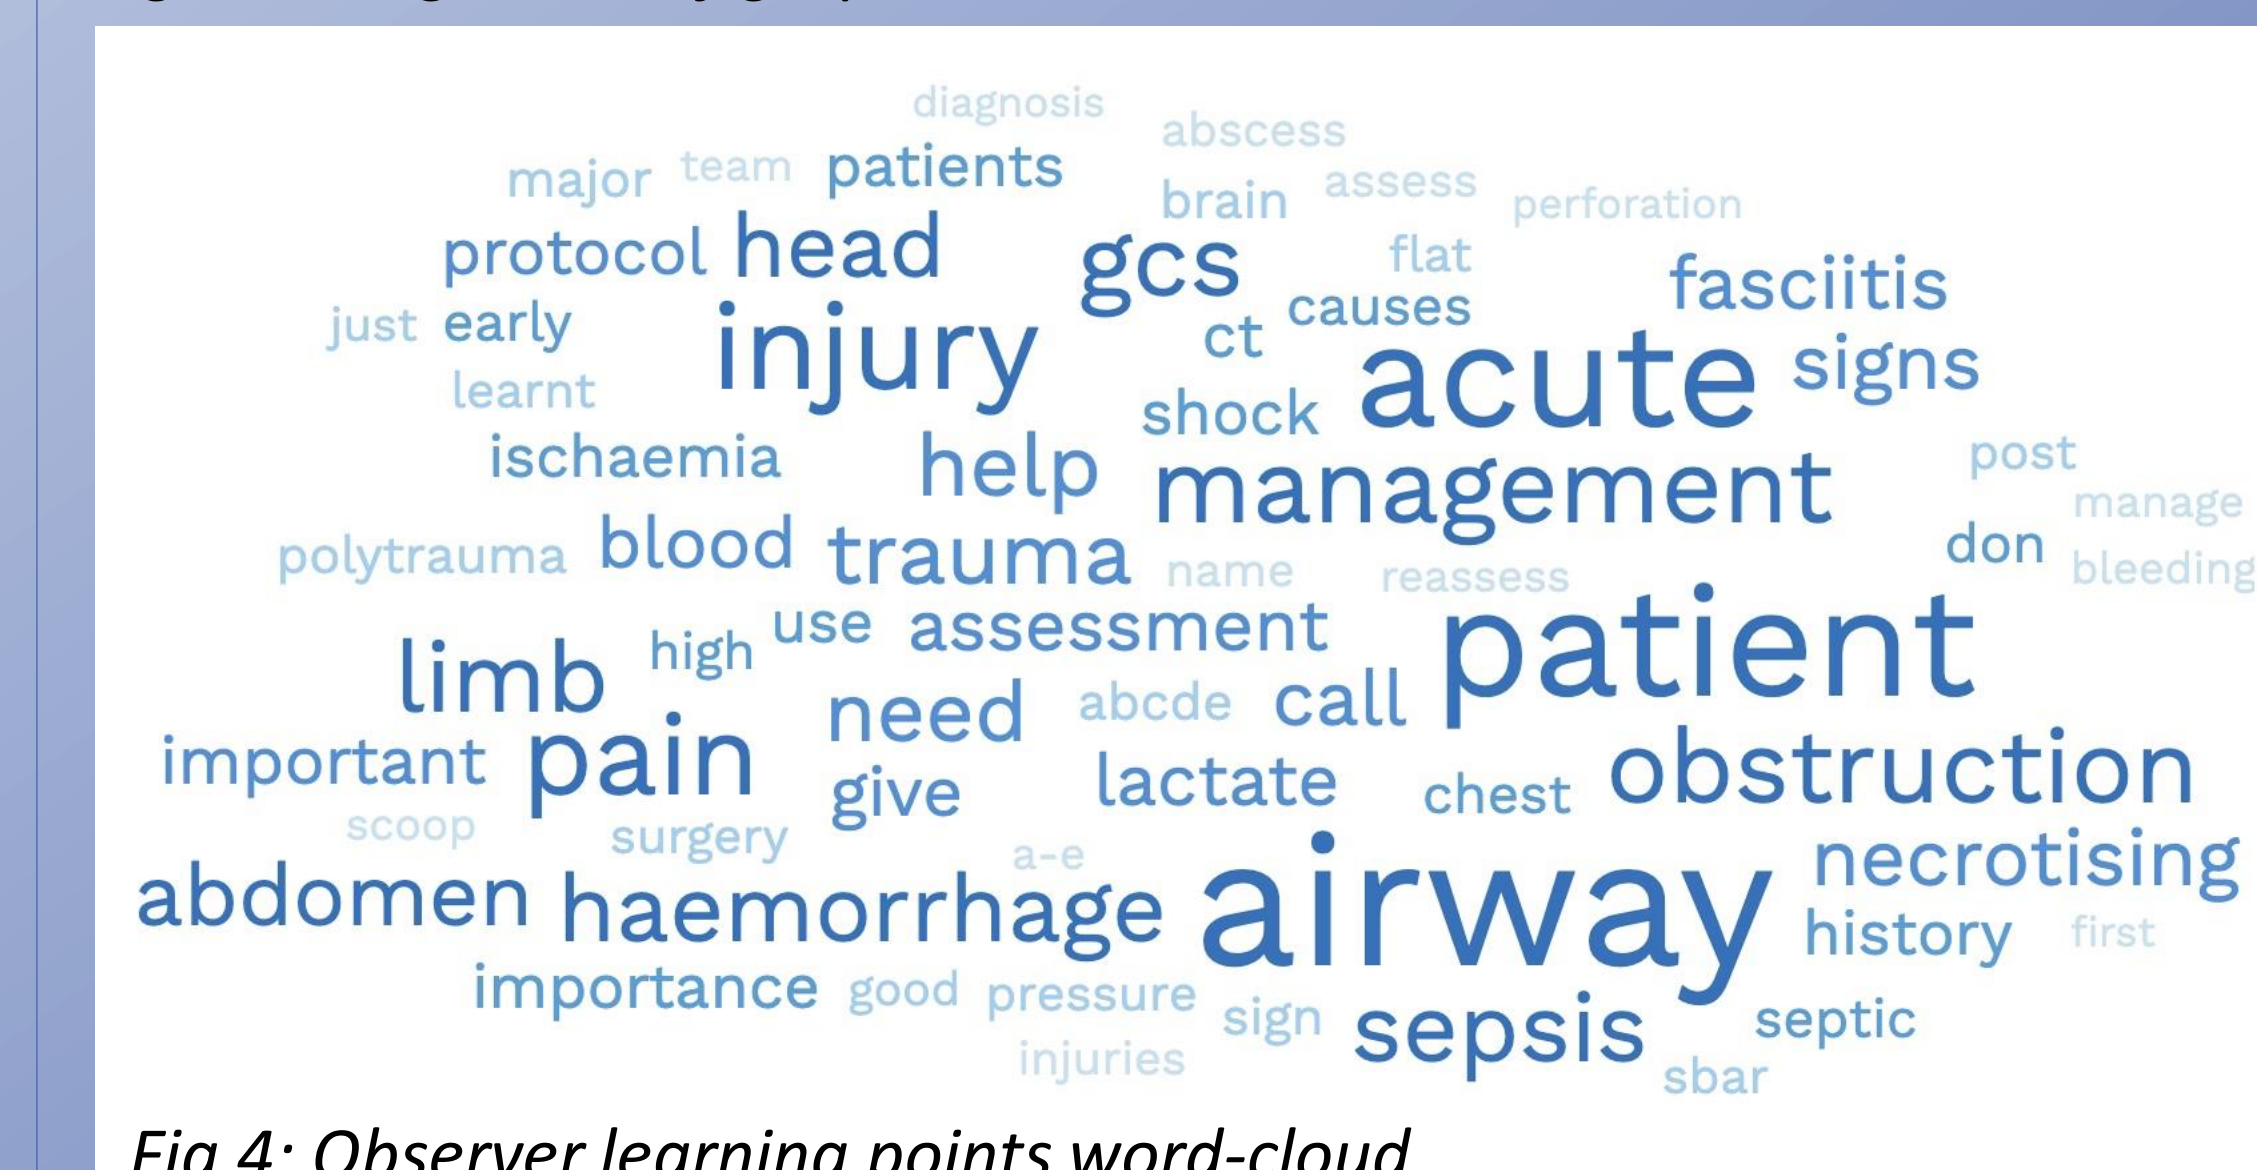 diagnosis
abscess
major team patients
brain assess perforation
protocol head gcs flat fasciitis
just early injury ct causes
learnt shock acute signs
ischaemia help management post
manage
polytrauma blood trauma name reassess don bleeding
limb high use assessment patient
need abcde call
important pain give lactate chest obstruction
scoop surgery a-e necrotising
abdomen haemorrhage airway history first
importance good pressure sign sepsis septic
injuries sbar
Fig 4: Observer learning points word-cloud